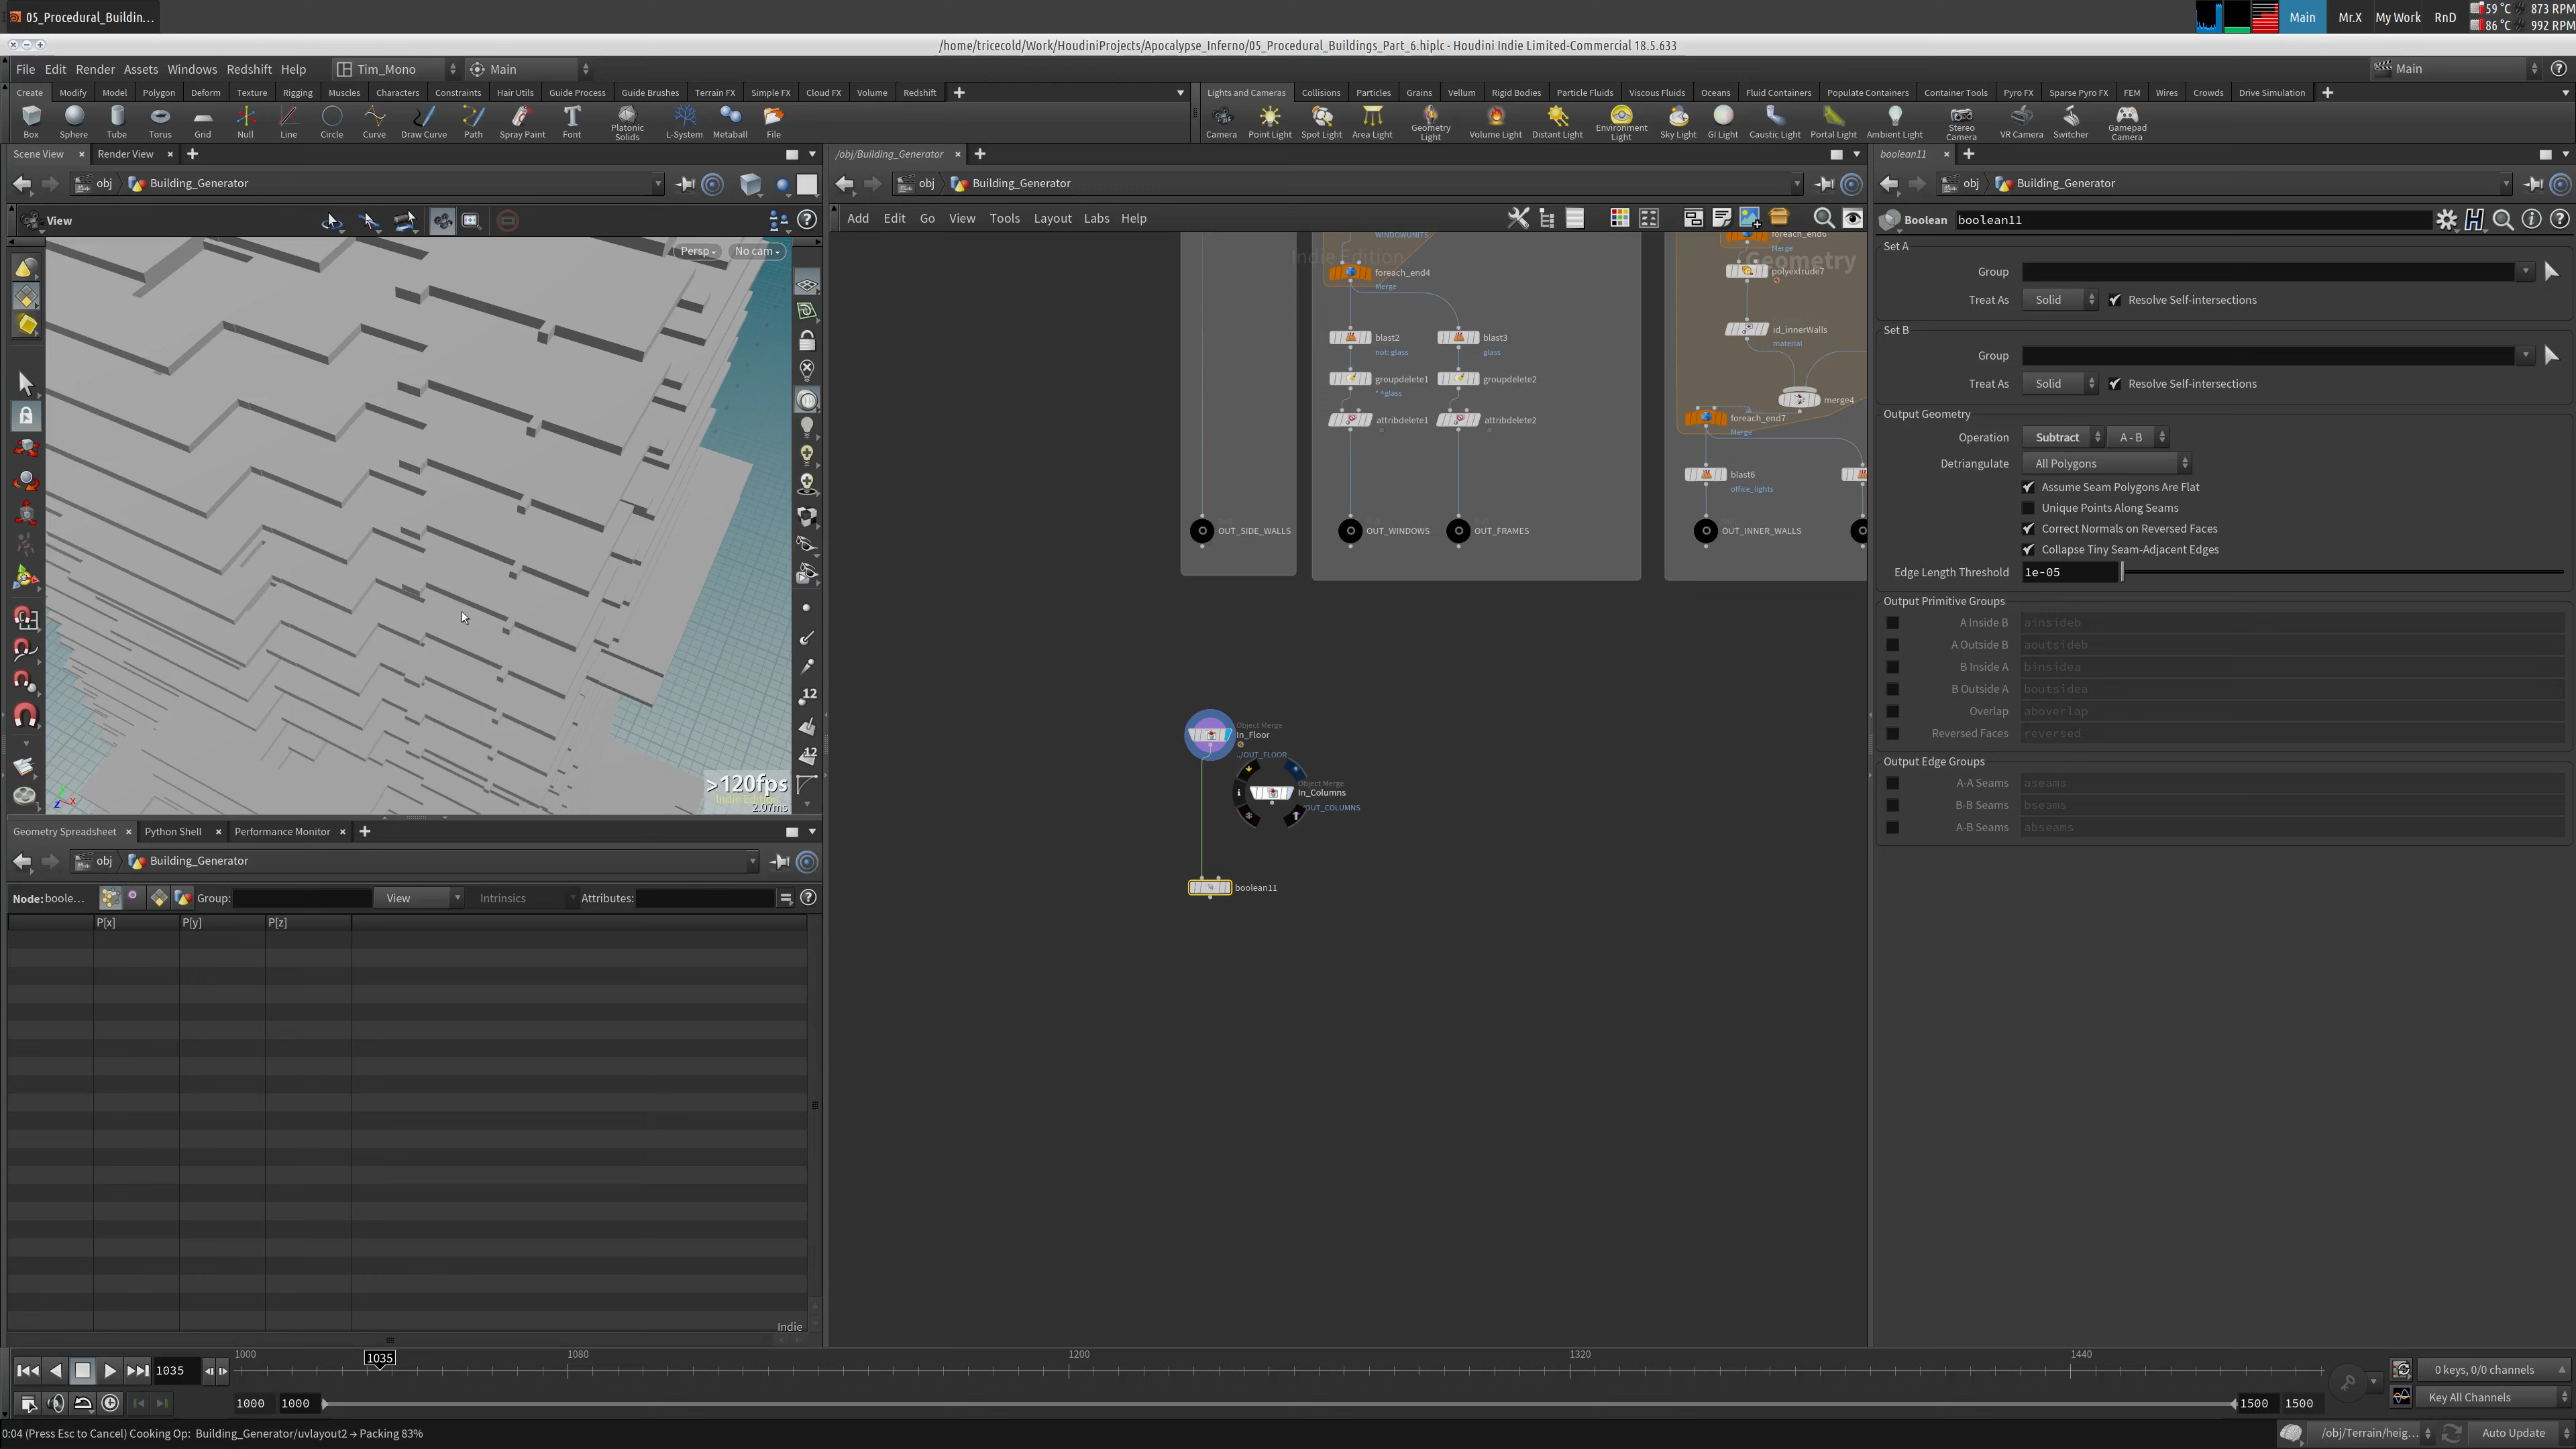 05_Procedural_Buildin...
Main Mr.X My Work RnD
59 °C 873 RPM
86 °C 992 RPM
/home/tricecold/Work/HoudiniProjects/Apocalypse_Inferno/05_Procedural_Buildings_Part_6.hiplc - Houdini Indie Limited-Commercial 18.5.633
File Edit Render Assets Windows Redshift Help Tim_Mono Main Main
Create Modify Model Polygon Deform Texture Rigging Muscles Characters Constraints Hair Utils Guide Process Guide Brushes Terrain FX Simple FX Cloud FX Volume Redshift
Lights and Cameras Collisions Particles Grains Vellum Rigid Bodies Particle Fluids Viscous Fluids Oceans Fluid Containers Populate Containers Container Tools Pyro FX Sparse Pyro FX FEM Wires Crowds Drive Simulation
Box Sphere Tube Torus Grid Null Line Circle Curve Draw Curve Path Spray Paint Font Platonic Solids L-System Metaball File
Camera Point Light Spot Light Area Light Geometry Light Volume Light Distant Light Environment Light Sky Light GI Light Caustic Light Portal Light Ambient Light Stereo Camera VR Camera Switcher Gamepad Camera
Scene View Render View
obj Building_Generator
View
Persp No cam
>120fps
Indie Edition
2.07ms
12
12
Geometry Spreadsheet Python Shell Performance Monitor
obj Building_Generator
Node: boole... Group: View Intrinsics Attributes:
P[x] P[y] P[z]
Indie
/obj/Building_Generator
obj Building_Generator
Add Edit Go View Tools Layout Labs Help
Indie Edition
Geometry
WINDOWUNITS
foreach_end4
Merge
blast2
not: glass
blast3
glass
groupdelete1
* ^glass
groupdelete2
attribdelete1
attribdelete2
OUT_SIDE_WALLS
OUT_WINDOWS
OUT_FRAMES
foreach_end6
Merge
polyextrude7
id_innerWalls
material
merge4
foreach_end7
Merge
blast6
office_lights
OUT_INNER_WALLS
Object Merge
In_Floor
../OUT_FLOOR
Object Merge
In_Columns
OUT_COLUMNS
boolean11
boolean11
obj Building_Generator
Boolean boolean11
Set A
Group
Treat As Solid Resolve Self-intersections
Set B
Group
Treat As Solid Resolve Self-intersections
Output Geometry
Operation Subtract A - B
Detriangulate All Polygons
Assume Seam Polygons Are Flat
Unique Points Along Seams
Correct Normals on Reversed Faces
Collapse Tiny Seam-Adjacent Edges
Edge Length Threshold 1e-05
Output Primitive Groups
A Inside B ainsideb
A Outside B aoutsideb
B Inside A binsidea
B Outside A boutsidea
Overlap aboverlap
Reversed Faces reversed
Output Edge Groups
A-A Seams aseams
B-B Seams bseams
A-B Seams abseams
1035 1000 1035 1080 1200 1320 1440
0 keys, 0/0 channels
1000 1000 1500 1500 Key All Channels
0:04 (Press Esc to Cancel) Cooking Op: Building_Generator/uvlayout2 → Packing 83%
/obj/Terrain/heig... Auto Update